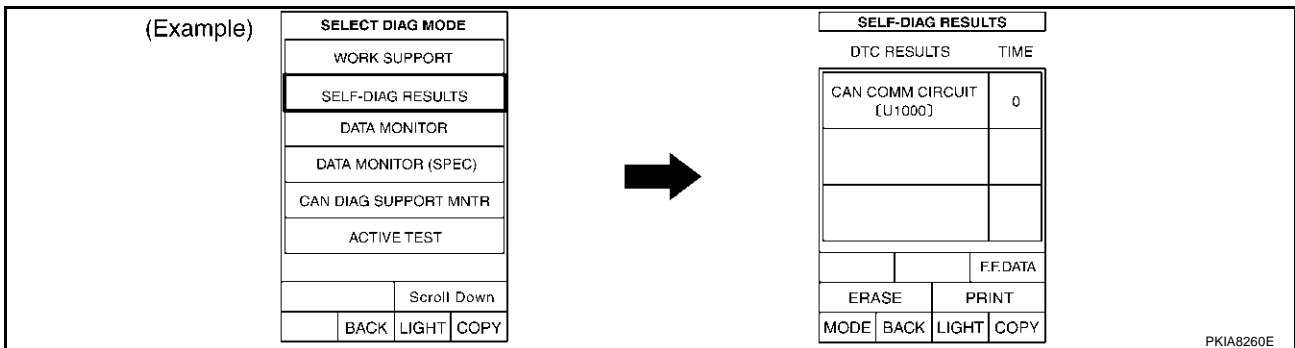 (Example)
SELECT DIAG MODE
WORK SUPPORT
SELF-DIAG RESULTS
DATA MONITOR
DATA MONITOR (SPEC)
CAN DIAG SUPPORT MNTR
ACTIVE TEST
Scroll Down
BACK LIGHT COPY
SELF-DIAG RESULTS
DTC RESULTS TIME
CAN COMM CIRCUIT 0
[U1000]
F.F.DATA
ERASE PRINT
MODE BACK LIGHT COPY
PKIA8260E